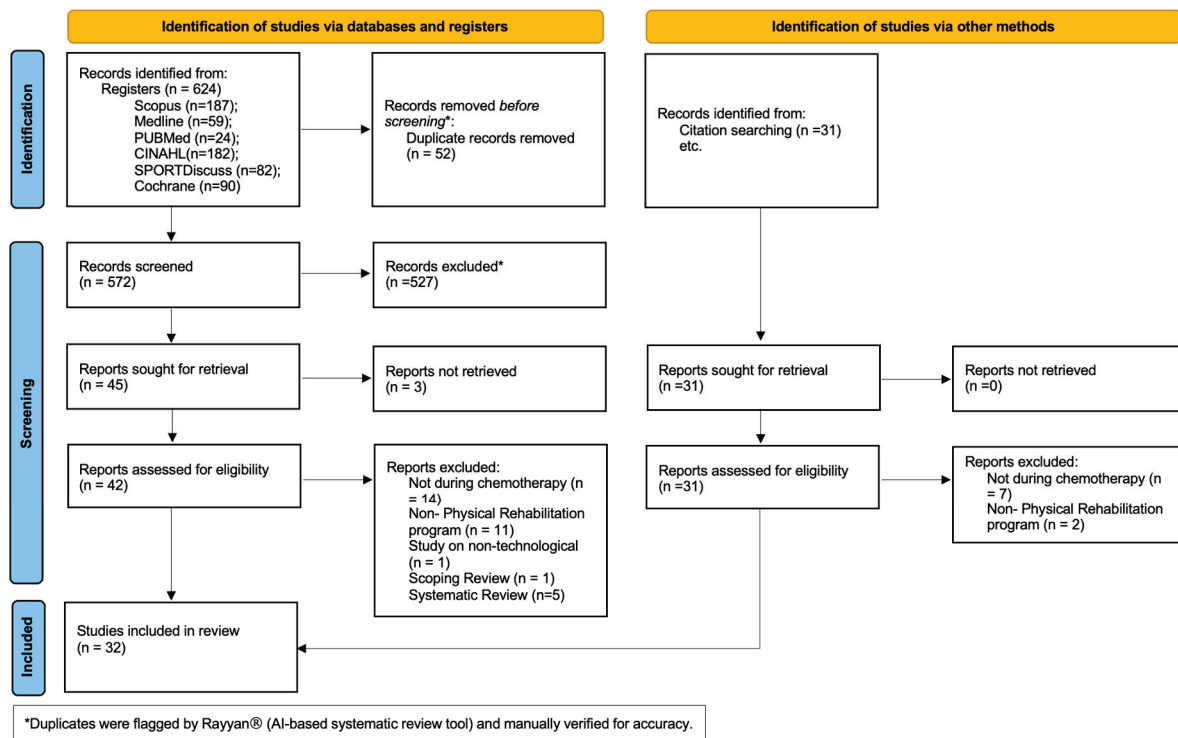 Identification of studies via databases and registers
Identification of studies via other methods
Identification
Records identified from:
Registers (n = 624)
Scopus (n=187);
Medline (n=59);
PUBMed (n=24);
CINAHL(n=182);
SPORTDiscuss (n=82);
Cochrane (n=90)
Records removed before
screening*:
Duplicate records removed
(n = 52)
Records identified from:
Citation searching (n =31)
etc.
Screening
Records screened
(n = 572)
Records excluded*
(n =527)
Reports sought for retrieval
(n = 45)
Reports not retrieved
(n = 3)
Reports sought for retrieval
(n =31)
Reports not retrieved
(n =0)
Reports assessed for eligibility
(n = 42)
Reports excluded:
Not during chemotherapy (n
= 14)
Non- Physical Rehabilitation
program (n = 11)
Study on non-technological
(n = 1)
Scoping Review (n = 1)
Systematic Review (n=5)
Reports assessed for eligibility
(n =31)
Reports excluded:
Not during chemotherapy (n
= 7)
Non- Physical Rehabilitation
program (n = 2)
Included
Studies included in review
(n = 32)
*Duplicates were flagged by Rayyan® (AI-based systematic review tool) and manually verified for accuracy.